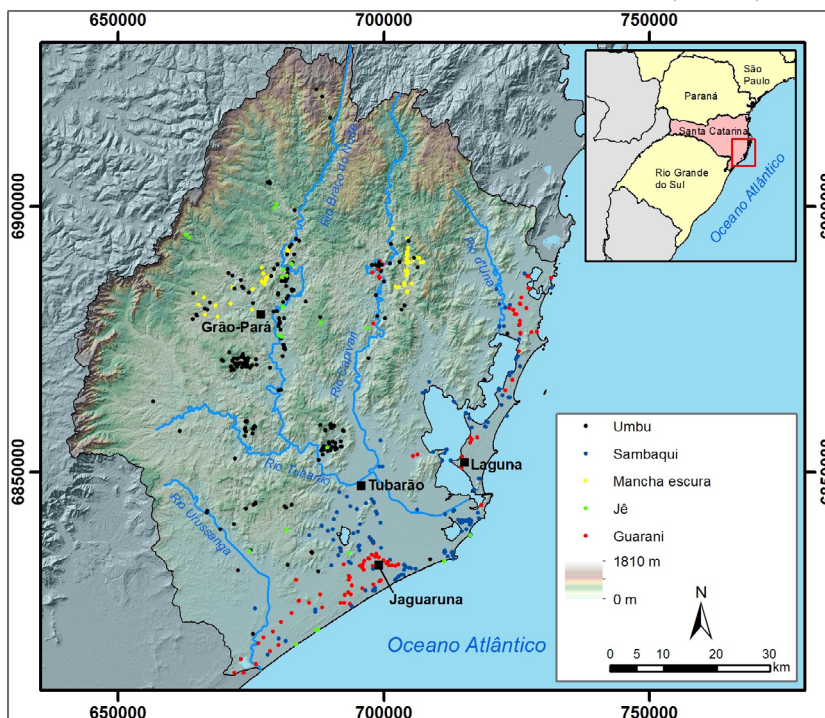 650000
700000
750000
São
Paulo
Paraná
Santa Catarina
Rio Grande
do Sul
Oceano Atlântico
6900000
6900000
Rio Braço do Norte
Rio d'Una
Grão-Pará
Rio Capivari
Umbu
Sambaqui
Mancha escura
Jê
Guarani
1810 m
0 m
N
0 5 10 20 30
km
6850000
6850000
Laguna
Rio Tubarão
Tubarão
Rio Urussanga
Jaguaruna
Oceano Atlântico
650000
700000
750000